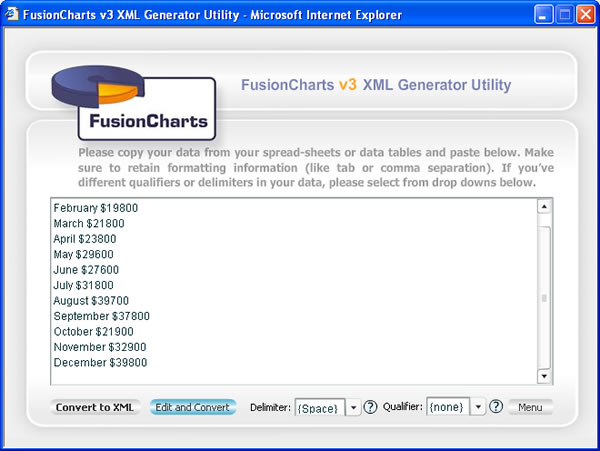 FusionCharts v3 XML Generator Utility - Microsoft Internet Explorer
FusionCharts
FusionCharts v3 XML Generator Utility
Please copy your data from your spread-sheets or data tables and paste below. Make
sure to retain formatting information (like tab or comma separation). If you've
different qualifiers or delimiters in your data, please select from drop downs below.
February $19800
March $21800
April $23800
May $29600
June $27600
July $31800
August $39700
September $37800
October $21900
November $32900
December $39800
Convert to XML Edit and Convert Delimiter: {Space} ? Qualifier: {none} ? Menu